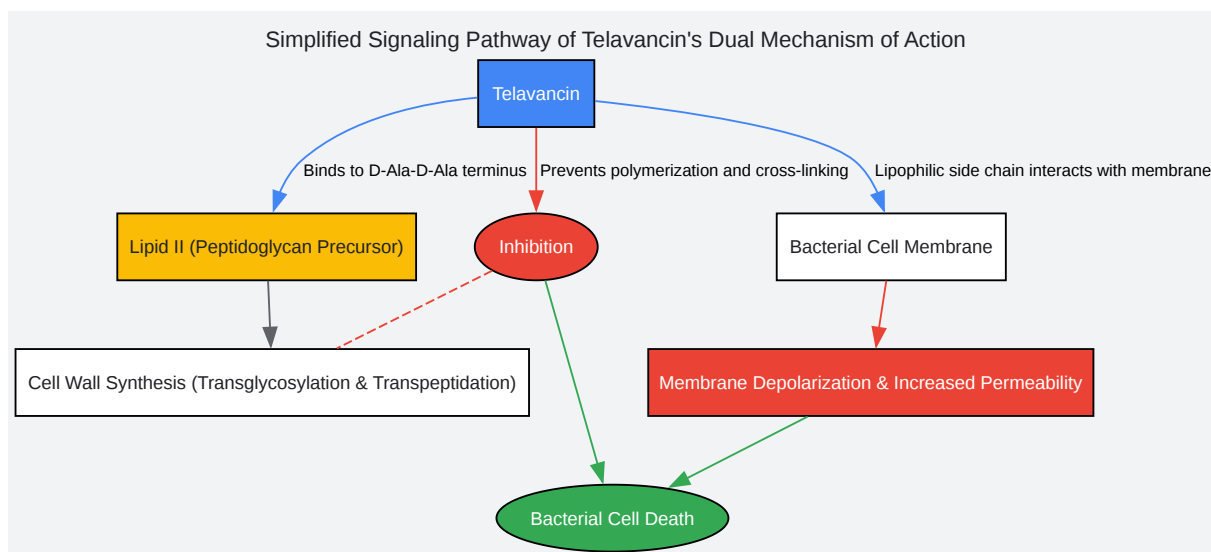 Simplified Signaling Pathway of Telavancin's Dual Mechanism of Action
Telavancin
Binds to D-Ala-D-Ala terminus
Prevents polymerization and cross-linking
Lipophilic side chain interacts with membrane
Lipid II (Peptidoglycan Precursor)
Inhibition
Bacterial Cell Membrane
Cell Wall Synthesis (Transglycosylation & Transpeptidation)
Membrane Depolarization & Increased Permeability
Bacterial Cell Death